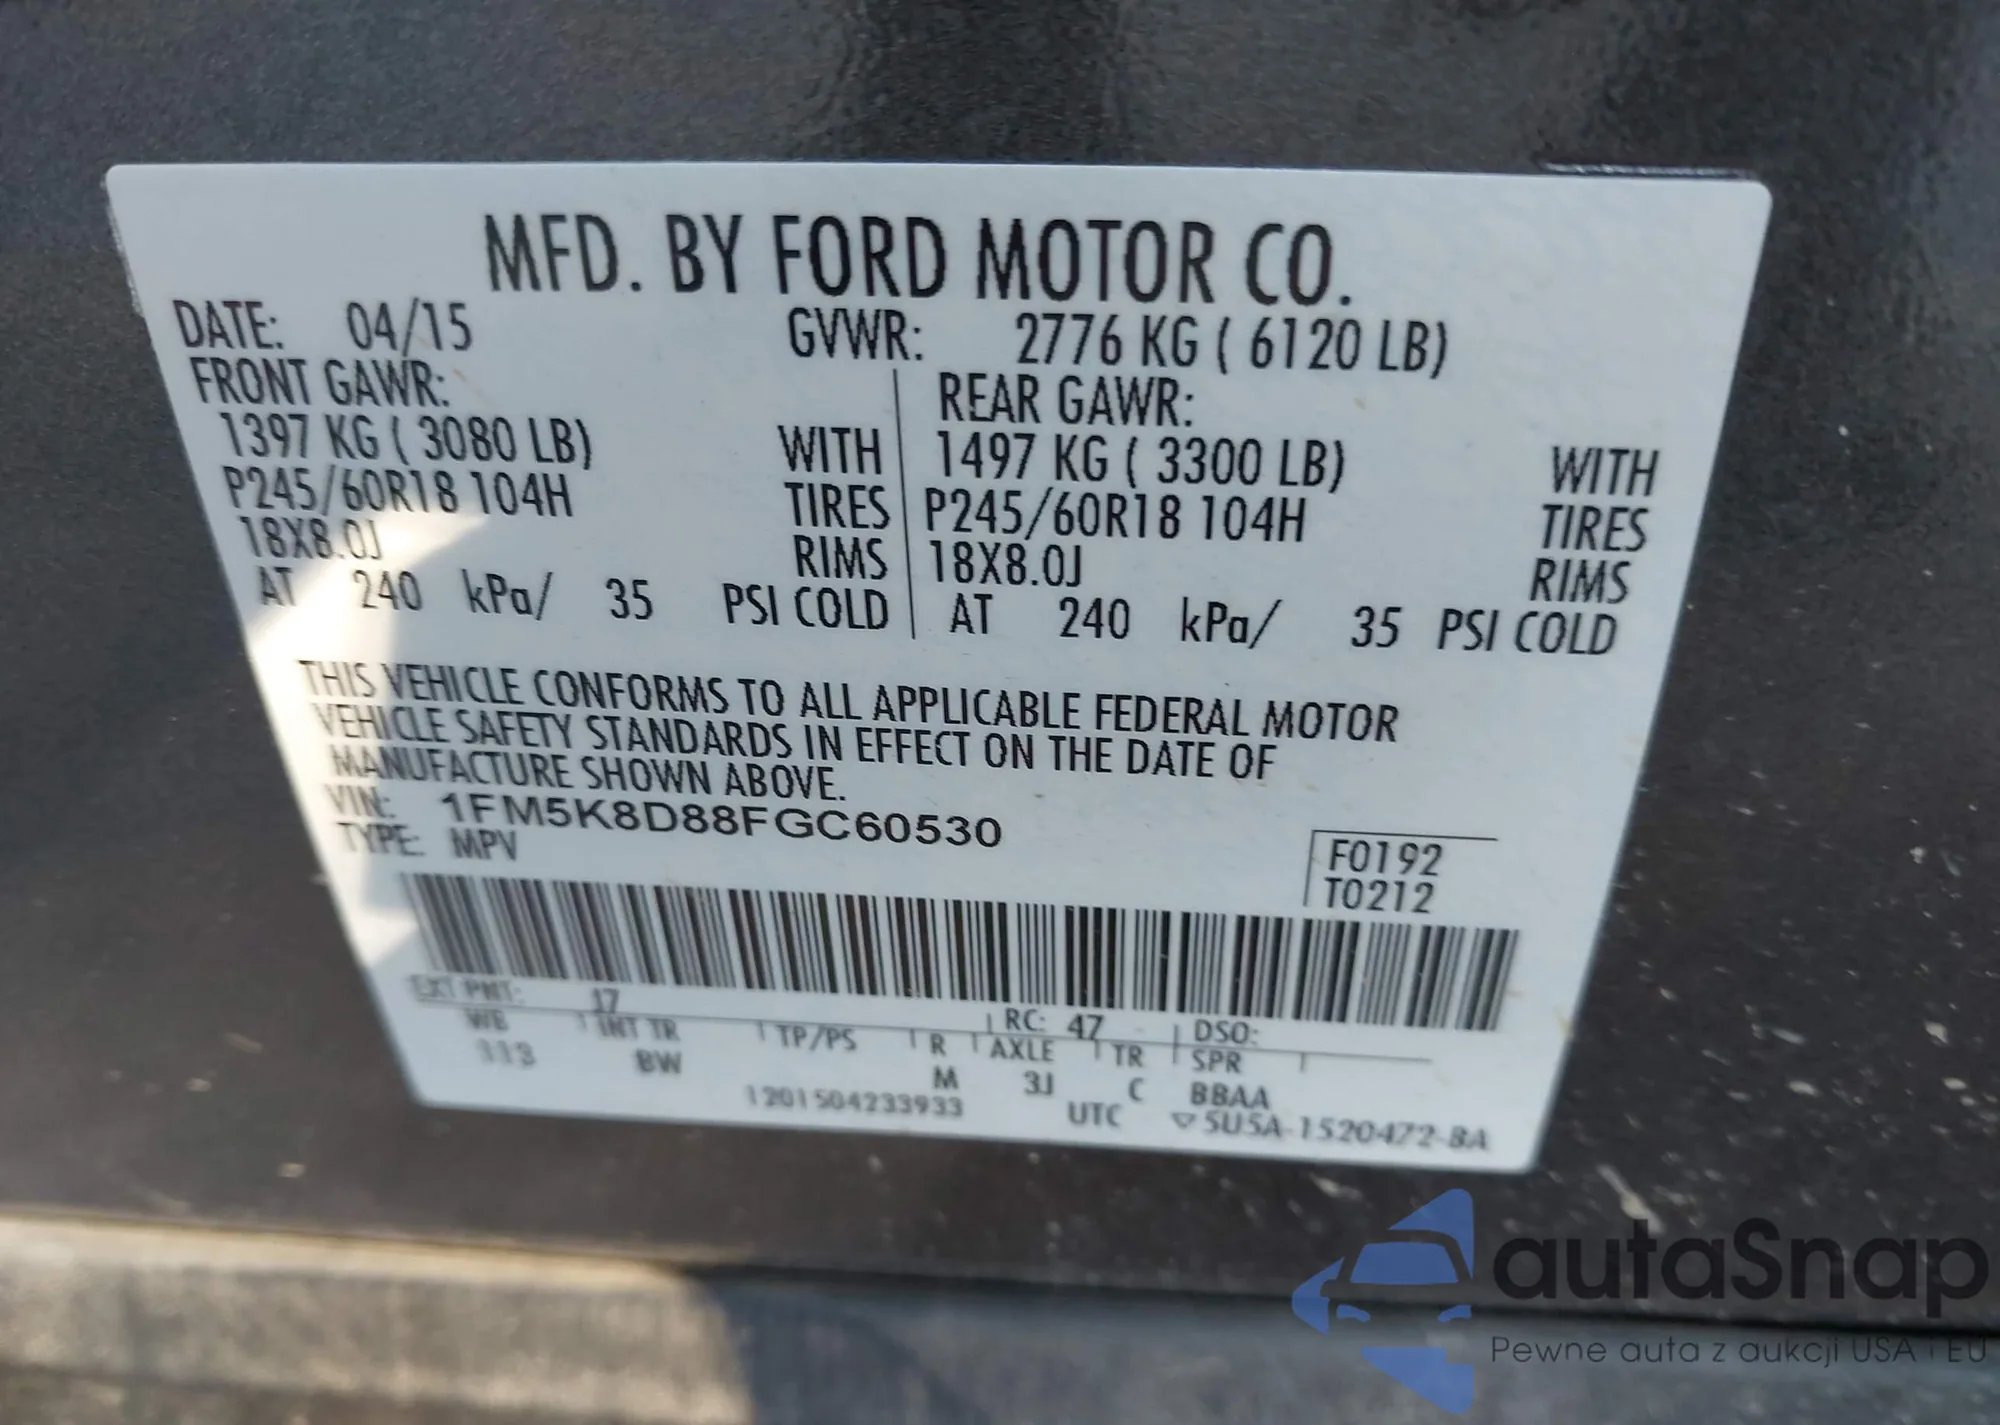 MFD. BY FORD MOTOR CO.
DATE: 04/15 GVWR: 2776 KG ( 6120 LB)
FRONT GAWR: REAR GAWR:
1397 KG ( 3080 LB) WITH 1497 KG ( 3300 LB) WITH
P245/60R18 104H TIRES P245/60R18 104H TIRES
18X8.0J RIMS 18X8.0J RIMS
AT 240 kPa/ 35 PSI COLD AT 240 kPa/ 35 PSI COLD
THIS VEHICLE CONFORMS TO ALL APPLICABLE FEDERAL MOTOR
VEHICLE SAFETY STANDARDS IN EFFECT ON THE DATE OF
MANUFACTURE SHOWN ABOVE.
VIN: 1FM5K8D88FGC60530
TYPE: MPV
F0192
T0212
EXT PNT: 17 RC: 47 DSO:
WB INT TR TP/PS R AXLE TR SPR
113 BW M 3J C BBAA
1201504233933 UTC ▽5U5A-1520472-BA
autaSnap
Pewne auta z aukcji USA i EU